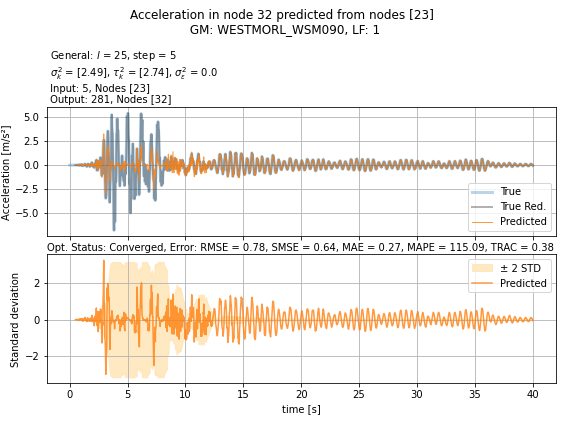 Acceleration in node 32 predicted from nodes [23]
GM: WESTMORL_WSM090, LF: 1
General: l = 25, step = 5
σ²ₖ = [2.49], τ²ₖ = [2.74], σ²ε = 0.0
Input: 5, Nodes [23]
Output: 281, Nodes [32]
Acceleration [m/s²]
5.0
2.5
0.0
−2.5
−5.0
True
True Red.
Predicted
Opt. Status: Converged, Error: RMSE = 0.78, SMSE = 0.64, MAE = 0.27, MAPE = 115.09, TRAC = 0.38
Standard deviation
2
0
−2
± 2 STD
Predicted
0 5 10 15 20 25 30 35 40
time [s]